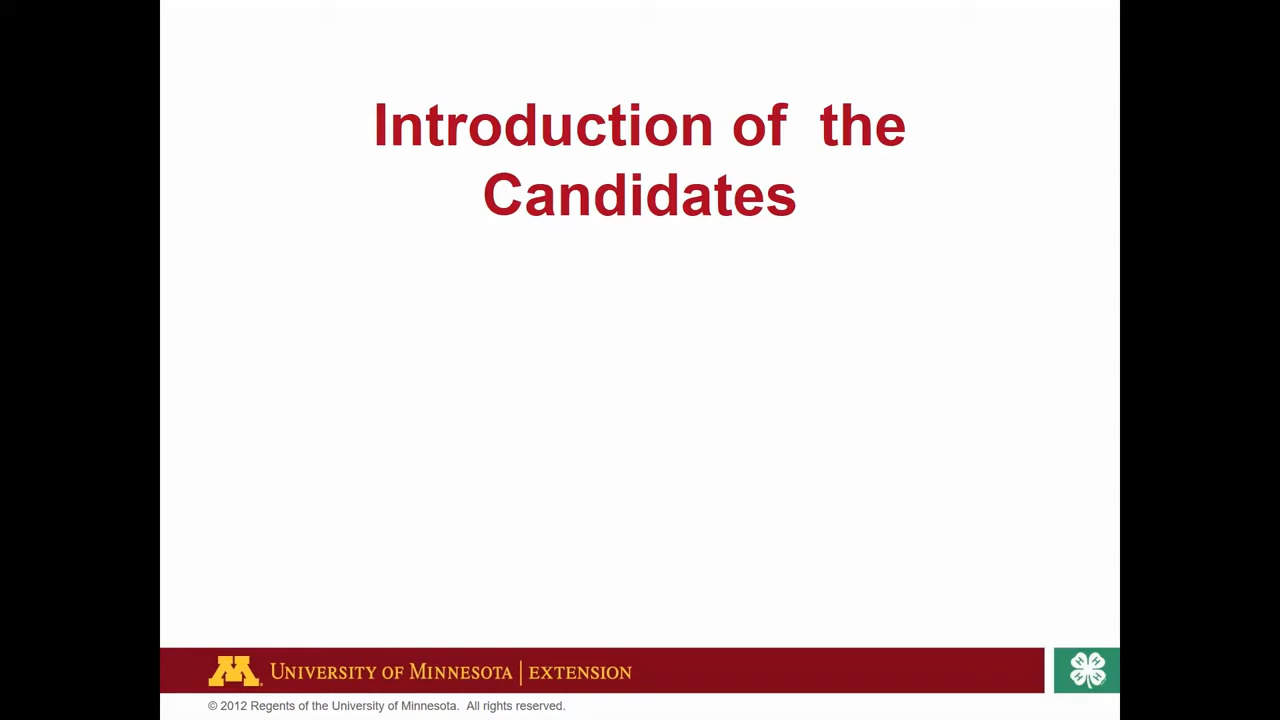 Introduction of  the
Candidates
M
UNIVERSITY OF MINNESOTA | EXTENSION
H H H H
© 2012 Regents of the University of Minnesota.  All rights reserved.